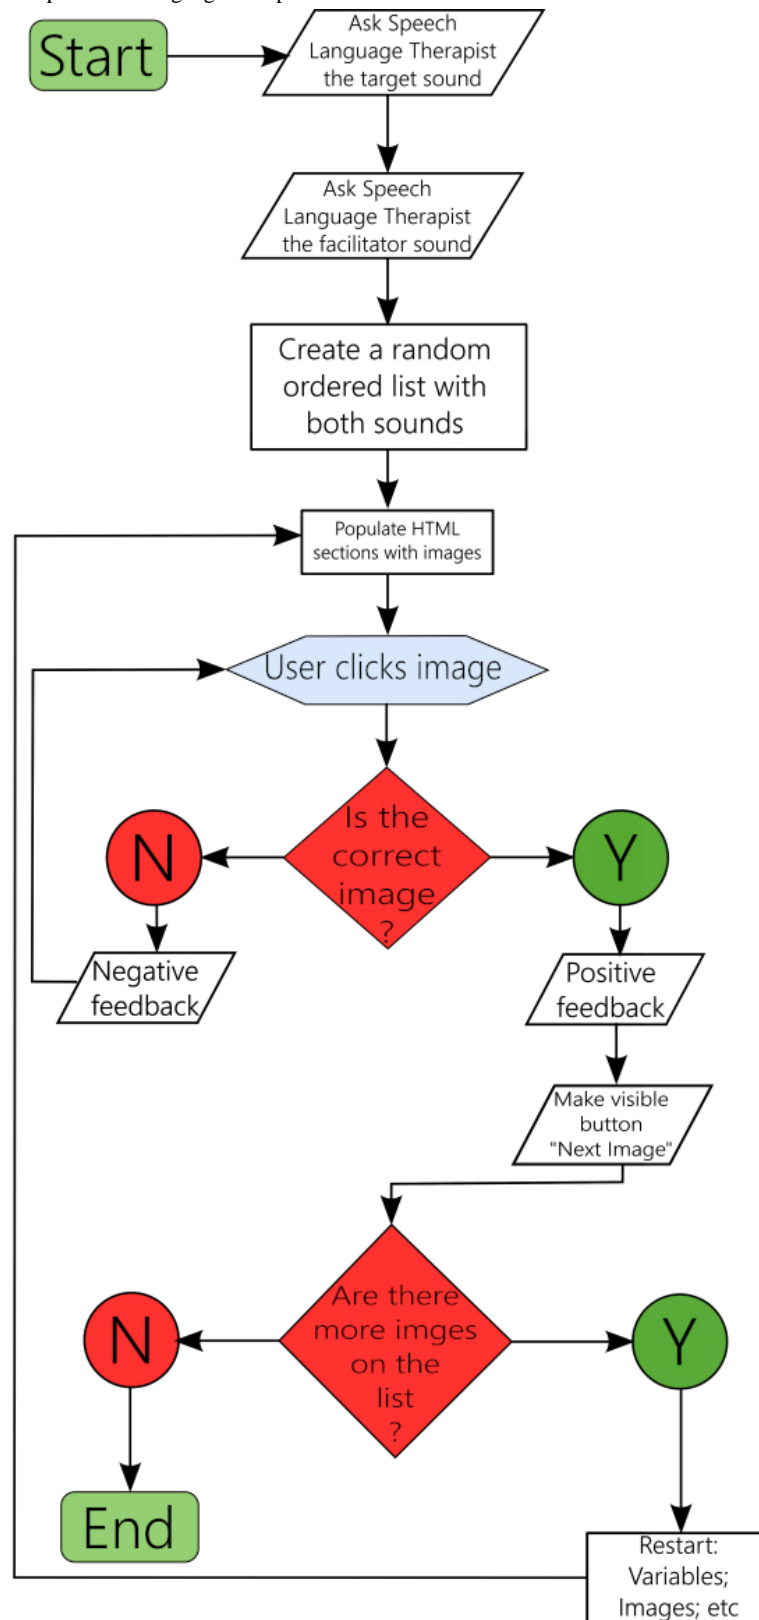 Start
Ask Speech
Language Therapist
the target sound
Ask Speech
Language Therapist
the facilitator sound
Create a random
ordered list with
both sounds
Populate HTML
sections with images
User clicks image
Is the
correct
image
?
N
Y
Negative
feedback
Positive
feedback
Make visible
button
"Next Image"
Are there
more imges
on the
list
?
N
Y
End
Restart:
Variables;
Images; etc